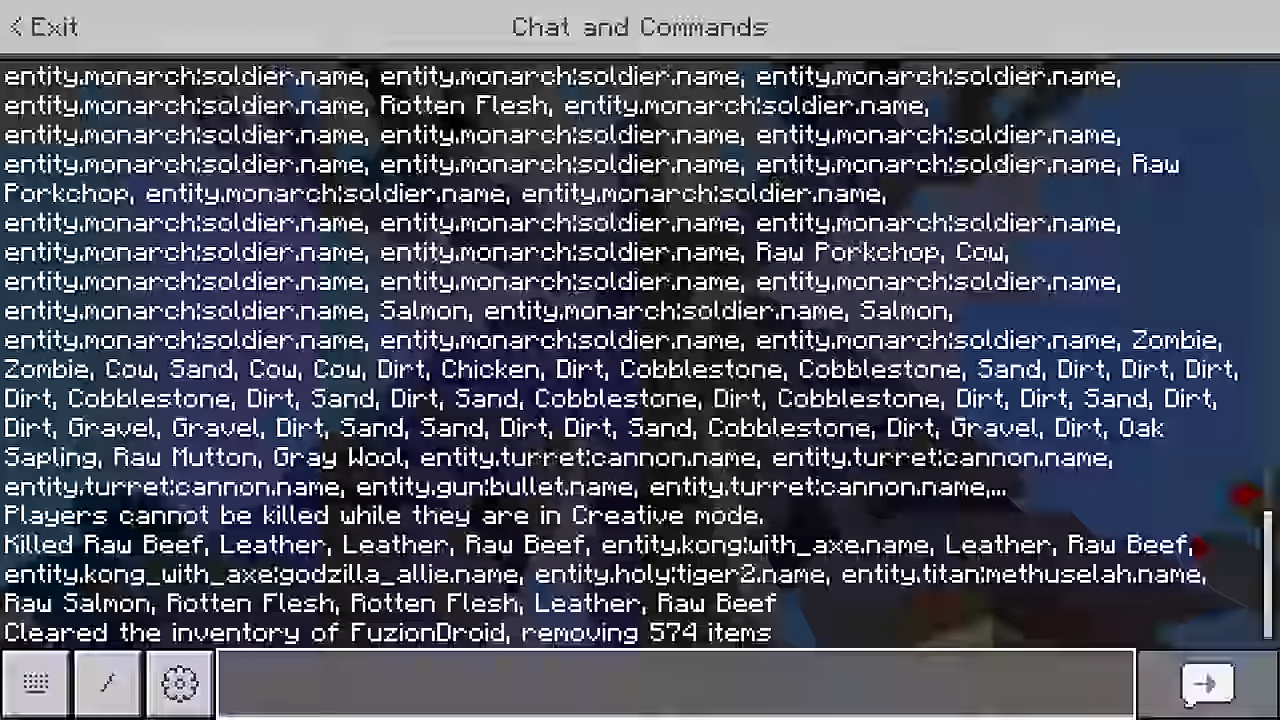 Exit
Chat and Commands
entity.monarch:soldier.name, entity.monarch:soldier.name, entity.monarch:soldier.name,
entity.monarch:soldier.name, Rotten Flesh, entity.monarch:soldier.name,
entity.monarch:soldier.name, entity.monarch:soldier.name, entity.monarch:soldier.name,
entity.monarch:soldier.name, entity.monarch:soldier.name, entity.monarch:soldier.name, Raw
Porkchop, entity.monarch:soldier.name, entity.monarch:soldier.name,
entity.monarch:soldier.name, entity.monarch:soldier.name, entity.monarch:soldier.name,
entity.monarch:soldier.name, entity.monarch:soldier.name, Raw Porkchop, Cow,
entity.monarch:soldier.name, entity.monarch:soldier.name, entity.monarch:soldier.name,
entity.monarch:soldier.name, Salmon, entity.monarch:soldier.name, Salmon,
entity.monarch:soldier.name, entity.monarch:soldier.name, entity.monarch:soldier.name, Zombie,
Zombie, Cow, Sand, Cow, Cow, Dirt, Chicken, Dirt, Cobblestone, Cobblestone, Sand, Dirt, Dirt, Dirt,
Dirt, Cobblestone, Dirt, Sand, Dirt, Sand, Cobblestone, Dirt, Cobblestone, Dirt, Dirt, Sand, Dirt,
Dirt, Gravel, Gravel, Dirt, Sand, Sand, Dirt, Dirt, Sand, Cobblestone, Dirt, Gravel, Dirt, Oak
Sapling, Raw Mutton, Gray Wool, entity.turret:cannon.name, entity.turret:cannon.name,
entity.turret:cannon.name, entity.gun:bullet.name, entity.turret:cannon.name,...
Players cannot be killed while they are in Creative mode.
Killed Raw Beef, Leather, Leather, Raw Beef, entity.kong:with_axe.name, Leather, Raw Beef,
entity.kong_with_axe:godzilla_allie.name, entity.holy:tiger2.name, entity.titan:methuselah.name,
Raw Salmon, Rotten Flesh, Rotten Flesh, Leather, Raw Beef
Cleared the inventory of FuzionDroid, removing 574 items